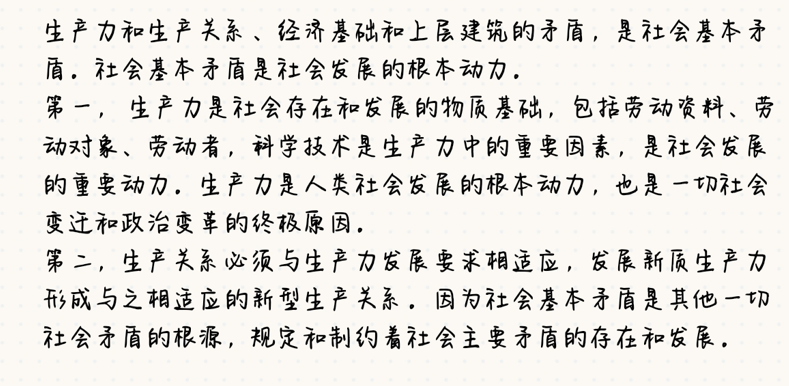 生产力和生产关系、经济基础和上层建筑的矛盾，是社会基本矛
盾。社会基本矛盾是社会发展的根本动力。
第一，生产力是社会存在和发展的物质基础，包括劳动资料、劳
动对象、劳动者，科学技术是生产力中的重要因素，是社会发展
的重要动力。生产力是人类社会发展的根本动力，也是一切社会
变迁和政治变革的终极原因。
第二，生产关系必须与生产力发展要求相适应，发展新质生产力
形成与之相适应的新型生产关系。因为社会基本矛盾是其他一切
社会矛盾的根源，规定和制约着社会主要矛盾的存在和发展。